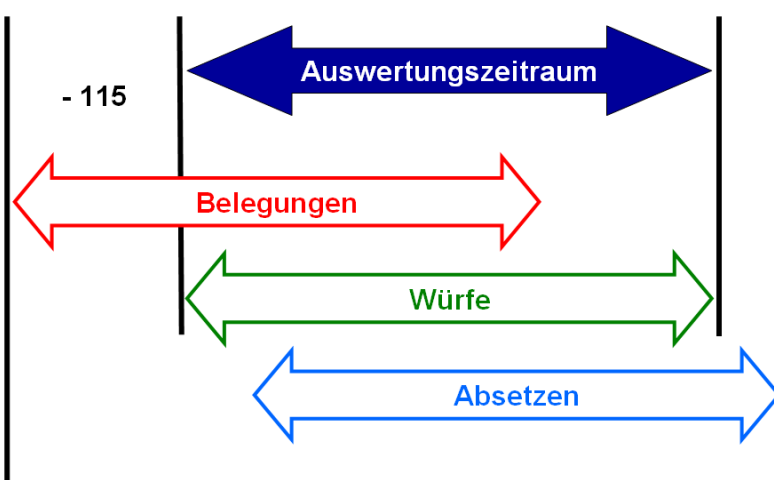 Auswertungszeitraum
- 115
Belegungen
Würfe
Absetzen